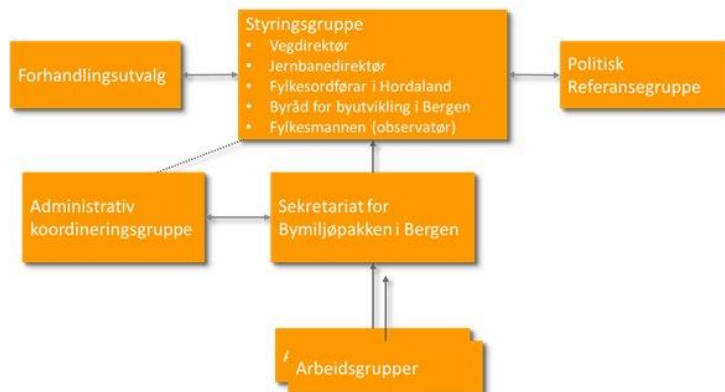 Styringsgruppe
• Vegdirektør
• Jernbanedirektør
• Fylkesordførar i Hordaland
• Byråd for byutvikling i Bergen
• Fylkesmannen (observatør)
Forhandlingsutvalg
Politisk
Referansegruppe
Administrativ
koordineringsgruppe
Sekretariat for
Bymiljøpakken i Bergen
Arbeidsgrupper